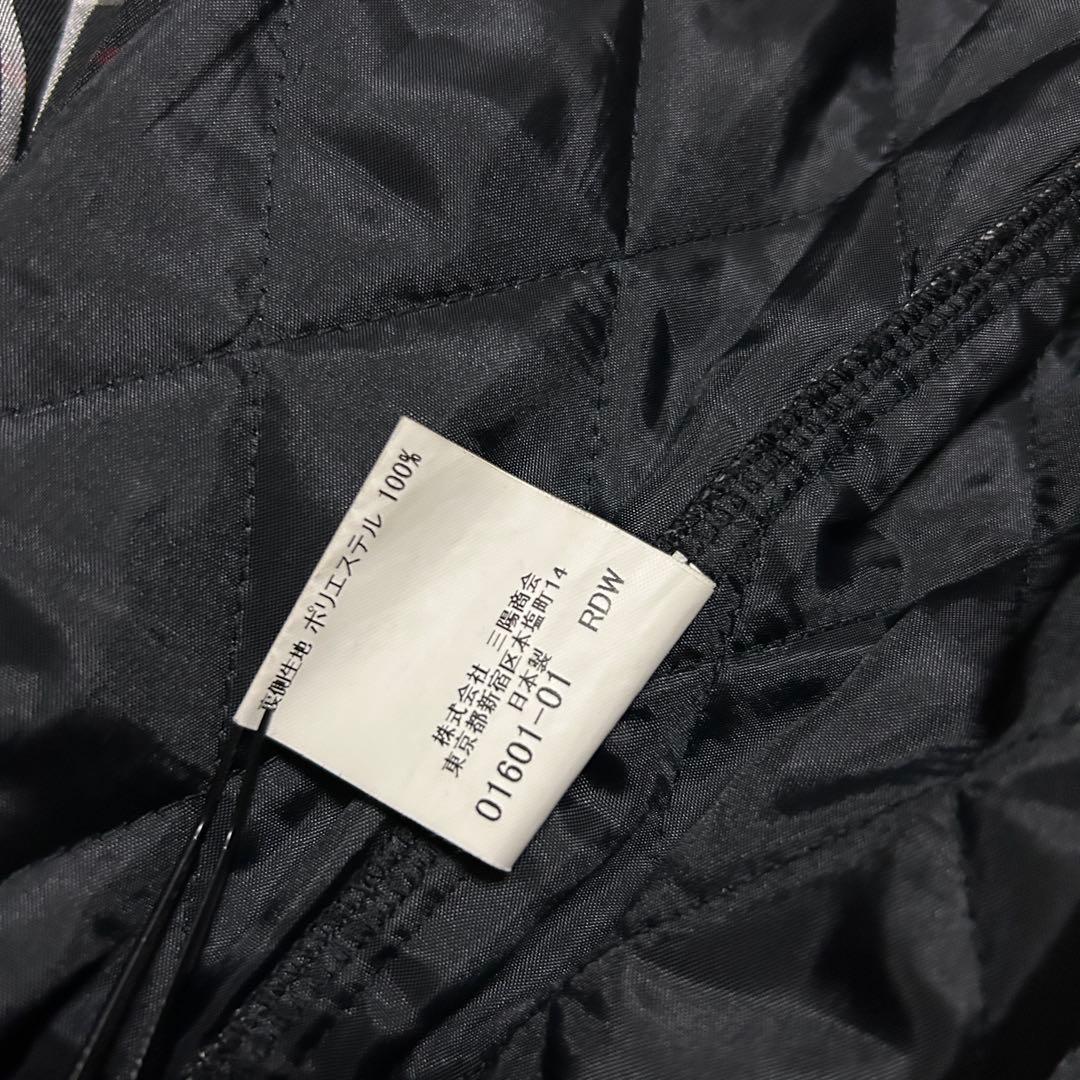 裏側生地 ポリエステル 100%
株式会社 三陽商会
東京都新宿区本塩町14
日本製
01601-01 RDW